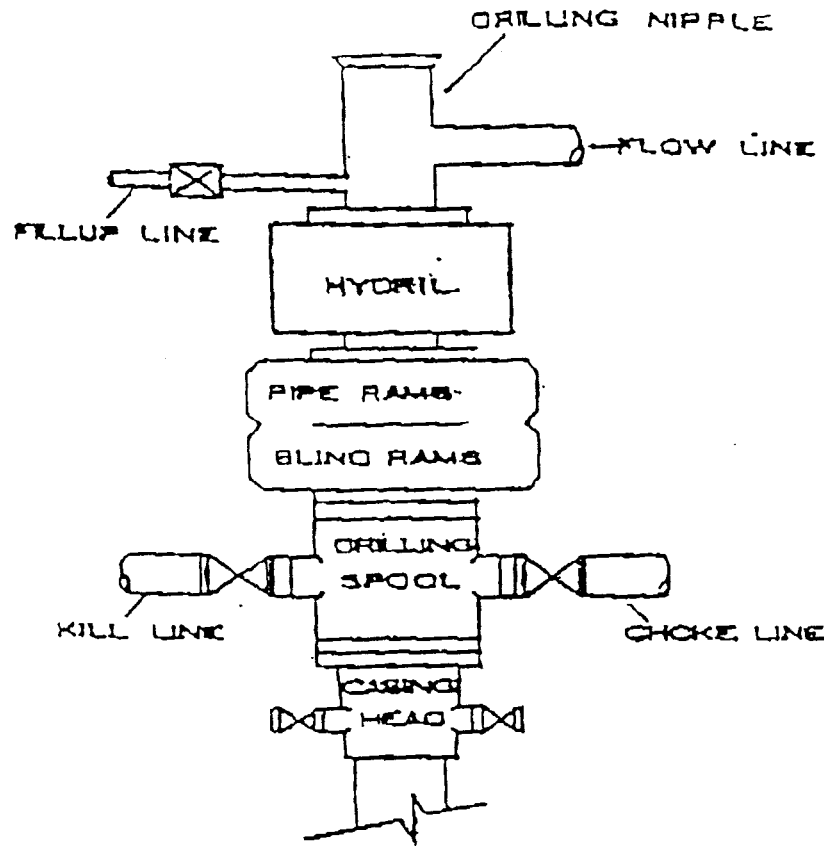 DRILLING NIPPLE
FLOW LINE
FILLUP LINE
HYDRIL
PIPE RAMS
BLIND RAMS
DRILLING
SPOOL
KILL LINE
CHOKE LINE
CASING
HEAD